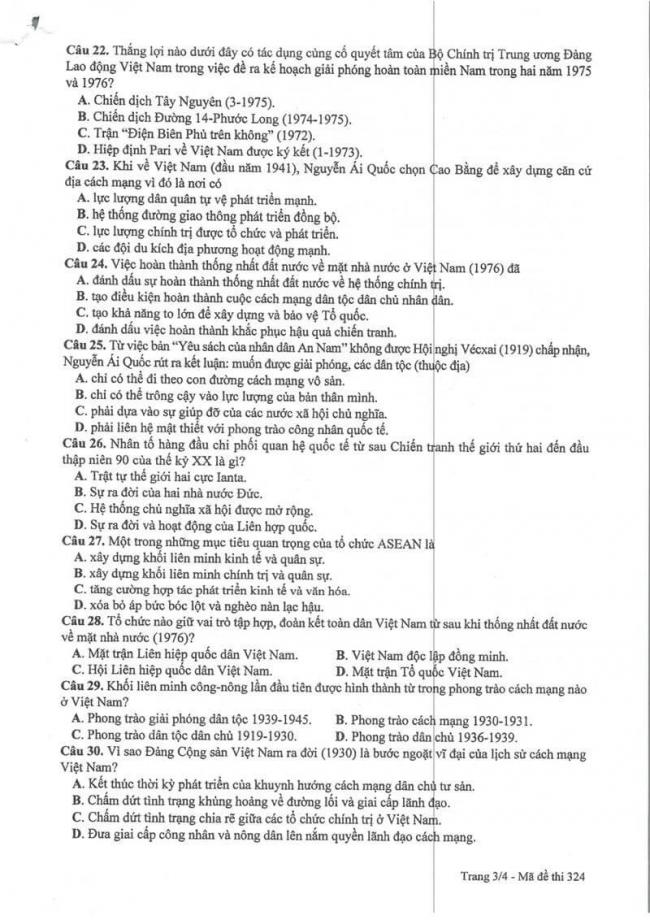 Câu 22. Thắng lợi nào dưới đây có tác dụng củng cố quyết tâm của Bộ Chính trị Trung ương Đảng
Lao động Việt Nam trong việc đề ra kế hoạch giải phóng hoàn toàn miền Nam trong hai năm 1975
và 1976?
A. Chiến dịch Tây Nguyên (3-1975).
B. Chiến dịch Đường 14-Phước Long (1974-1975).
C. Trận “Điện Biên Phủ trên không” (1972).
D. Hiệp định Pari về Việt Nam được ký kết (1-1973).
Câu 23. Khi về Việt Nam (đầu năm 1941), Nguyễn Ái Quốc chọn Cao Bằng để xây dựng căn cứ
địa cách mạng vì đó là nơi có
A. lực lượng dân quân tự vệ phát triển mạnh.
B. hệ thống đường giao thông phát triển đồng bộ.
C. lực lượng chính trị được tổ chức và phát triển.
D. các đội du kích địa phương hoạt động mạnh.
Câu 24. Việc hoàn thành thống nhất đất nước về mặt nhà nước ở Việt Nam (1976) đã
A. đánh dấu sự hoàn thành thống nhất đất nước về hệ thống chính trị.
B. tạo điều kiện hoàn thành cuộc cách mạng dân tộc dân chủ nhân dân.
C. tạo khả năng to lớn để xây dựng và bảo vệ Tổ quốc.
D. đánh dấu việc hoàn thành khắc phục hậu quả chiến tranh.
Câu 25. Từ việc bản “Yêu sách của nhân dân An Nam” không được Hội nghị Vécxai (1919) chấp nhận,
Nguyễn Ái Quốc rút ra kết luận: muốn được giải phóng, các dân tộc (thuộc địa)
A. chỉ có thể đi theo con đường cách mạng vô sản.
B. chỉ có thể trông cậy vào lực lượng của bản thân mình.
C. phải dựa vào sự giúp đỡ của các nước xã hội chủ nghĩa.
D. phải liên hệ mật thiết với phong trào công nhân quốc tế.
Câu 26. Nhân tố hàng đầu chi phối quan hệ quốc tế từ sau Chiến tranh thế giới thứ hai đến đầu
thập niên 90 của thế kỷ XX là gì?
A. Trật tự thế giới hai cực Ianta.
B. Sự ra đời của hai nhà nước Đức.
C. Hệ thống chủ nghĩa xã hội được mở rộng.
D. Sự ra đời và hoạt động của Liên hợp quốc.
Câu 27. Một trong những mục tiêu quan trọng của tổ chức ASEAN là
A. xây dựng khối liên minh kinh tế và quân sự.
B. xây dựng khối liên minh chính trị và quân sự.
C. tăng cường hợp tác phát triển kinh tế và văn hóa.
D. xóa bỏ áp bức bóc lột và nghèo nàn lạc hậu.
Câu 28. Tổ chức nào giữ vai trò tập hợp, đoàn kết toàn dân Việt Nam từ sau khi thống nhất đất nước
về mặt nhà nước (1976)?
A. Mặt trận Liên hiệp quốc dân Việt Nam. B. Việt Nam độc lập đồng minh.
C. Hội Liên hiệp quốc dân Việt Nam. D. Mặt trận Tổ quốc Việt Nam.
Câu 29. Khối liên minh công-nông lần đầu tiên được hình thành từ trong phong trào cách mạng nào
ở Việt Nam?
A. Phong trào giải phóng dân tộc 1939-1945. B. Phong trào cách mạng 1930-1931.
C. Phong trào dân tộc dân chủ 1919-1930. D. Phong trào dân chủ 1936-1939.
Câu 30. Vì sao Đảng Cộng sản Việt Nam ra đời (1930) là bước ngoặt vĩ đại của lịch sử cách mạng
Việt Nam?
A. Kết thúc thời kỳ phát triển của khuynh hướng cách mạng dân chủ tư sản.
B. Chấm dứt tình trạng khủng hoảng về đường lối và giai cấp lãnh đạo.
C. Chấm dứt tình trạng chia rẽ giữa các tổ chức chính trị ở Việt Nam.
D. Đưa giai cấp công nhân và nông dân lên nắm quyền lãnh đạo cách mạng.
Trang 3/4 - Mã đề thi 324